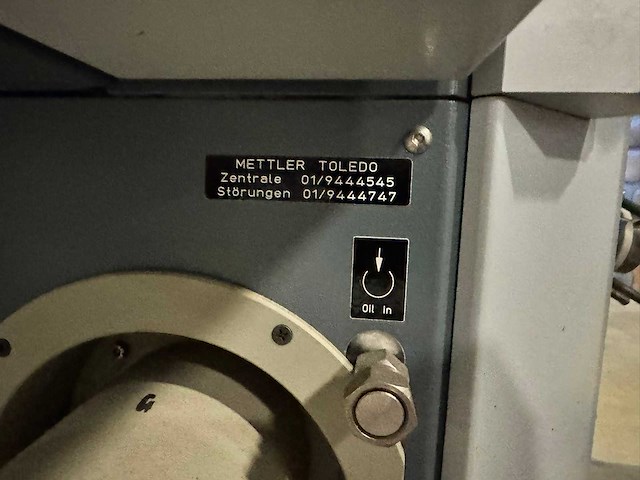 METTLER TOLEDO
Zentrale 01/9444545
Störungen 01/9444747
Oil In
G